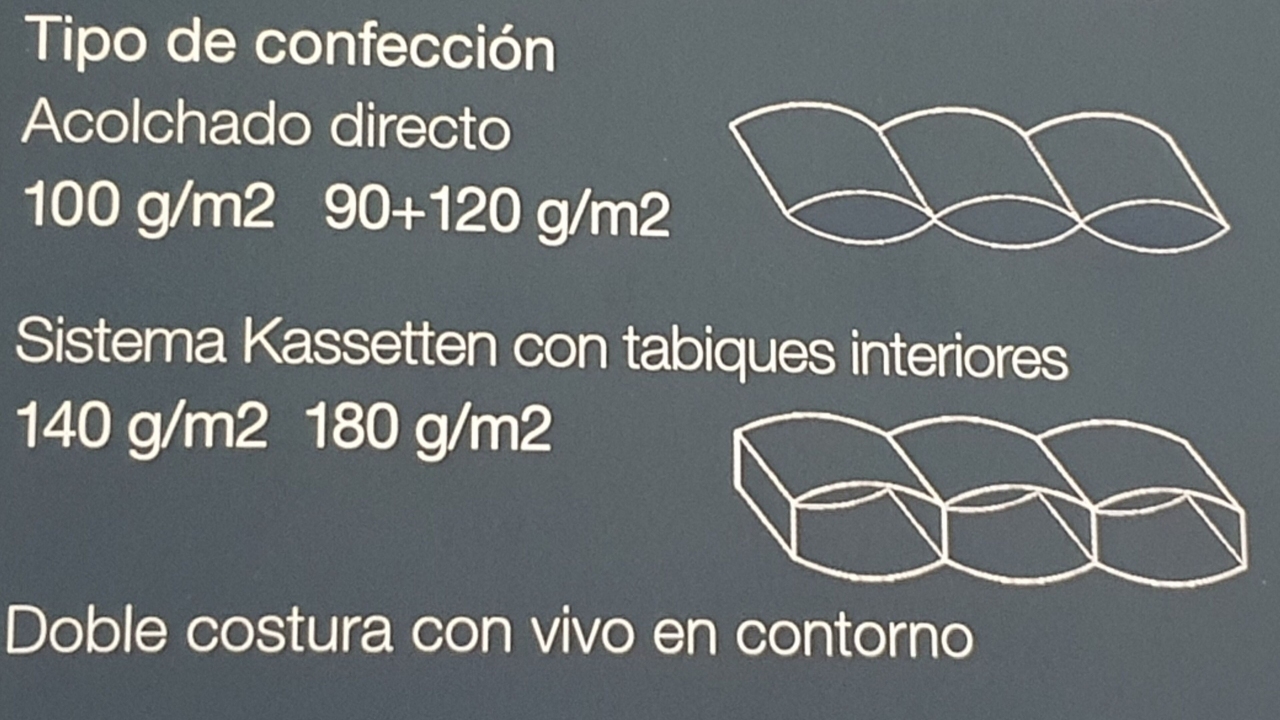 Tipo de confección
Acolchado directo
100 g/m2 90+120 g/m2
Sistema Kassetten con tabiques interiores
140 g/m2 180 g/m2
Doble costura con vivo en contorno